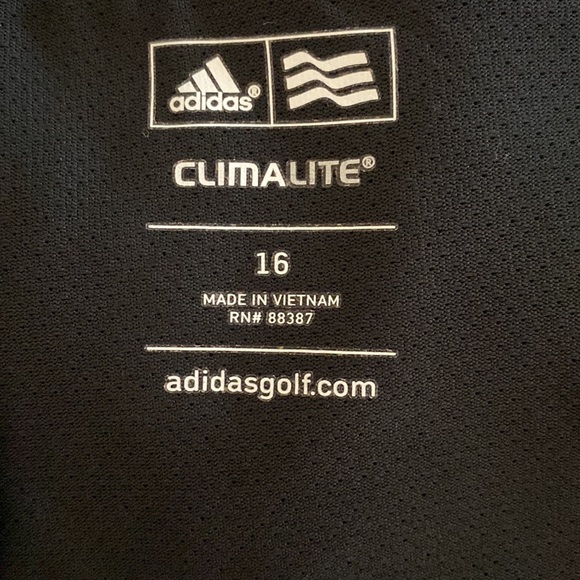 adidas®
CLIMALITE®
16
MADE IN VIETNAM
RN# 88387
adidasgolf.com